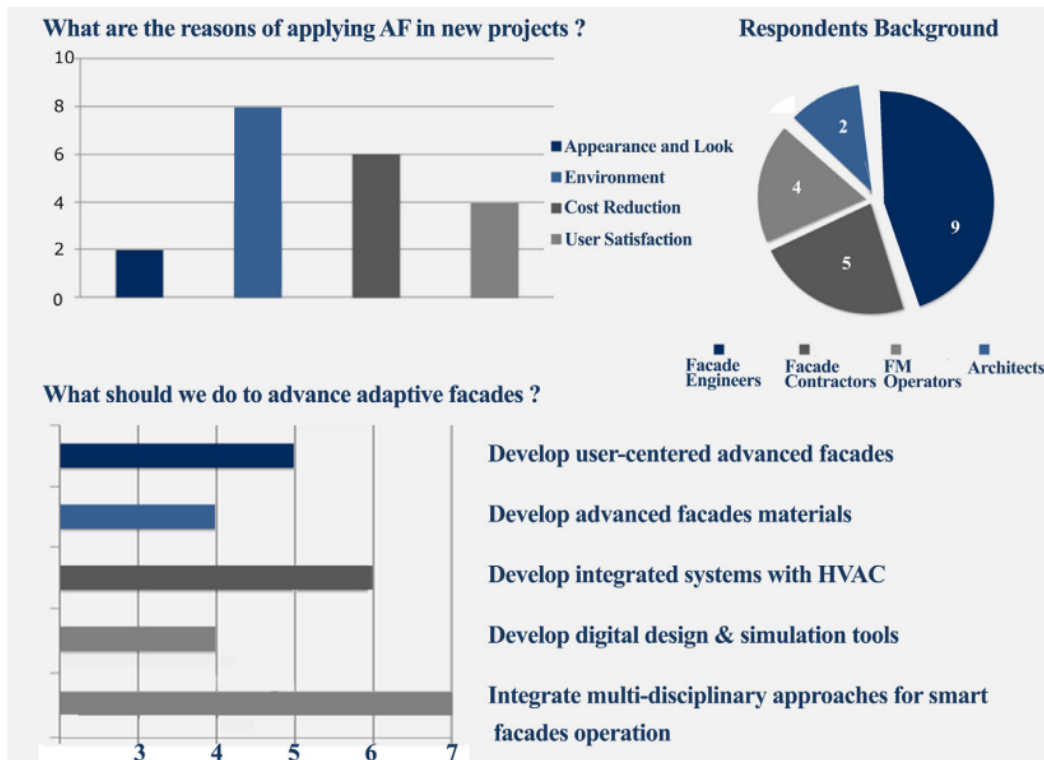 What are the reasons of applying AF in new projects ?
10
8
6
4
2
0
Appearance and Look
Environment
Cost Reduction
User Satisfaction
Respondents Background
2
4
5
9
Facade
Engineers
Facade
Contractors
FM
Operators
Architects
What should we do to advance adaptive facades ?
Develop user-centered advanced facades
Develop advanced facades materials
Develop integrated systems with HVAC
Develop digital design & simulation tools
Integrate multi-disciplinary approaches for smart
facades operation
3 4 5 6 7